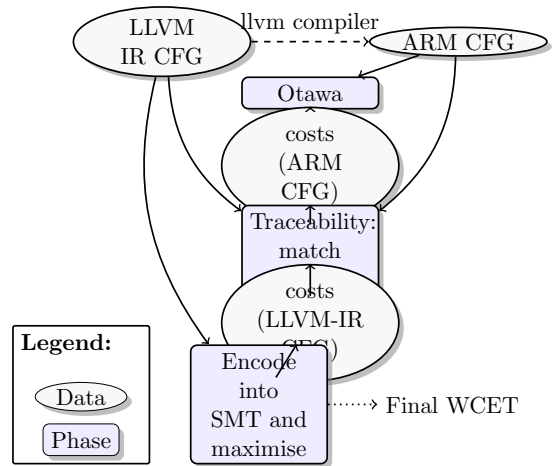 LLVM
IR CFG
llvm compiler
ARM CFG
Otawa
costs
(ARM
CFG)
Traceability:
match
costs
(LLVM-IR
CFG)
Encode
into
SMT and
maximise
Final WCET
Legend:
Data
Phase